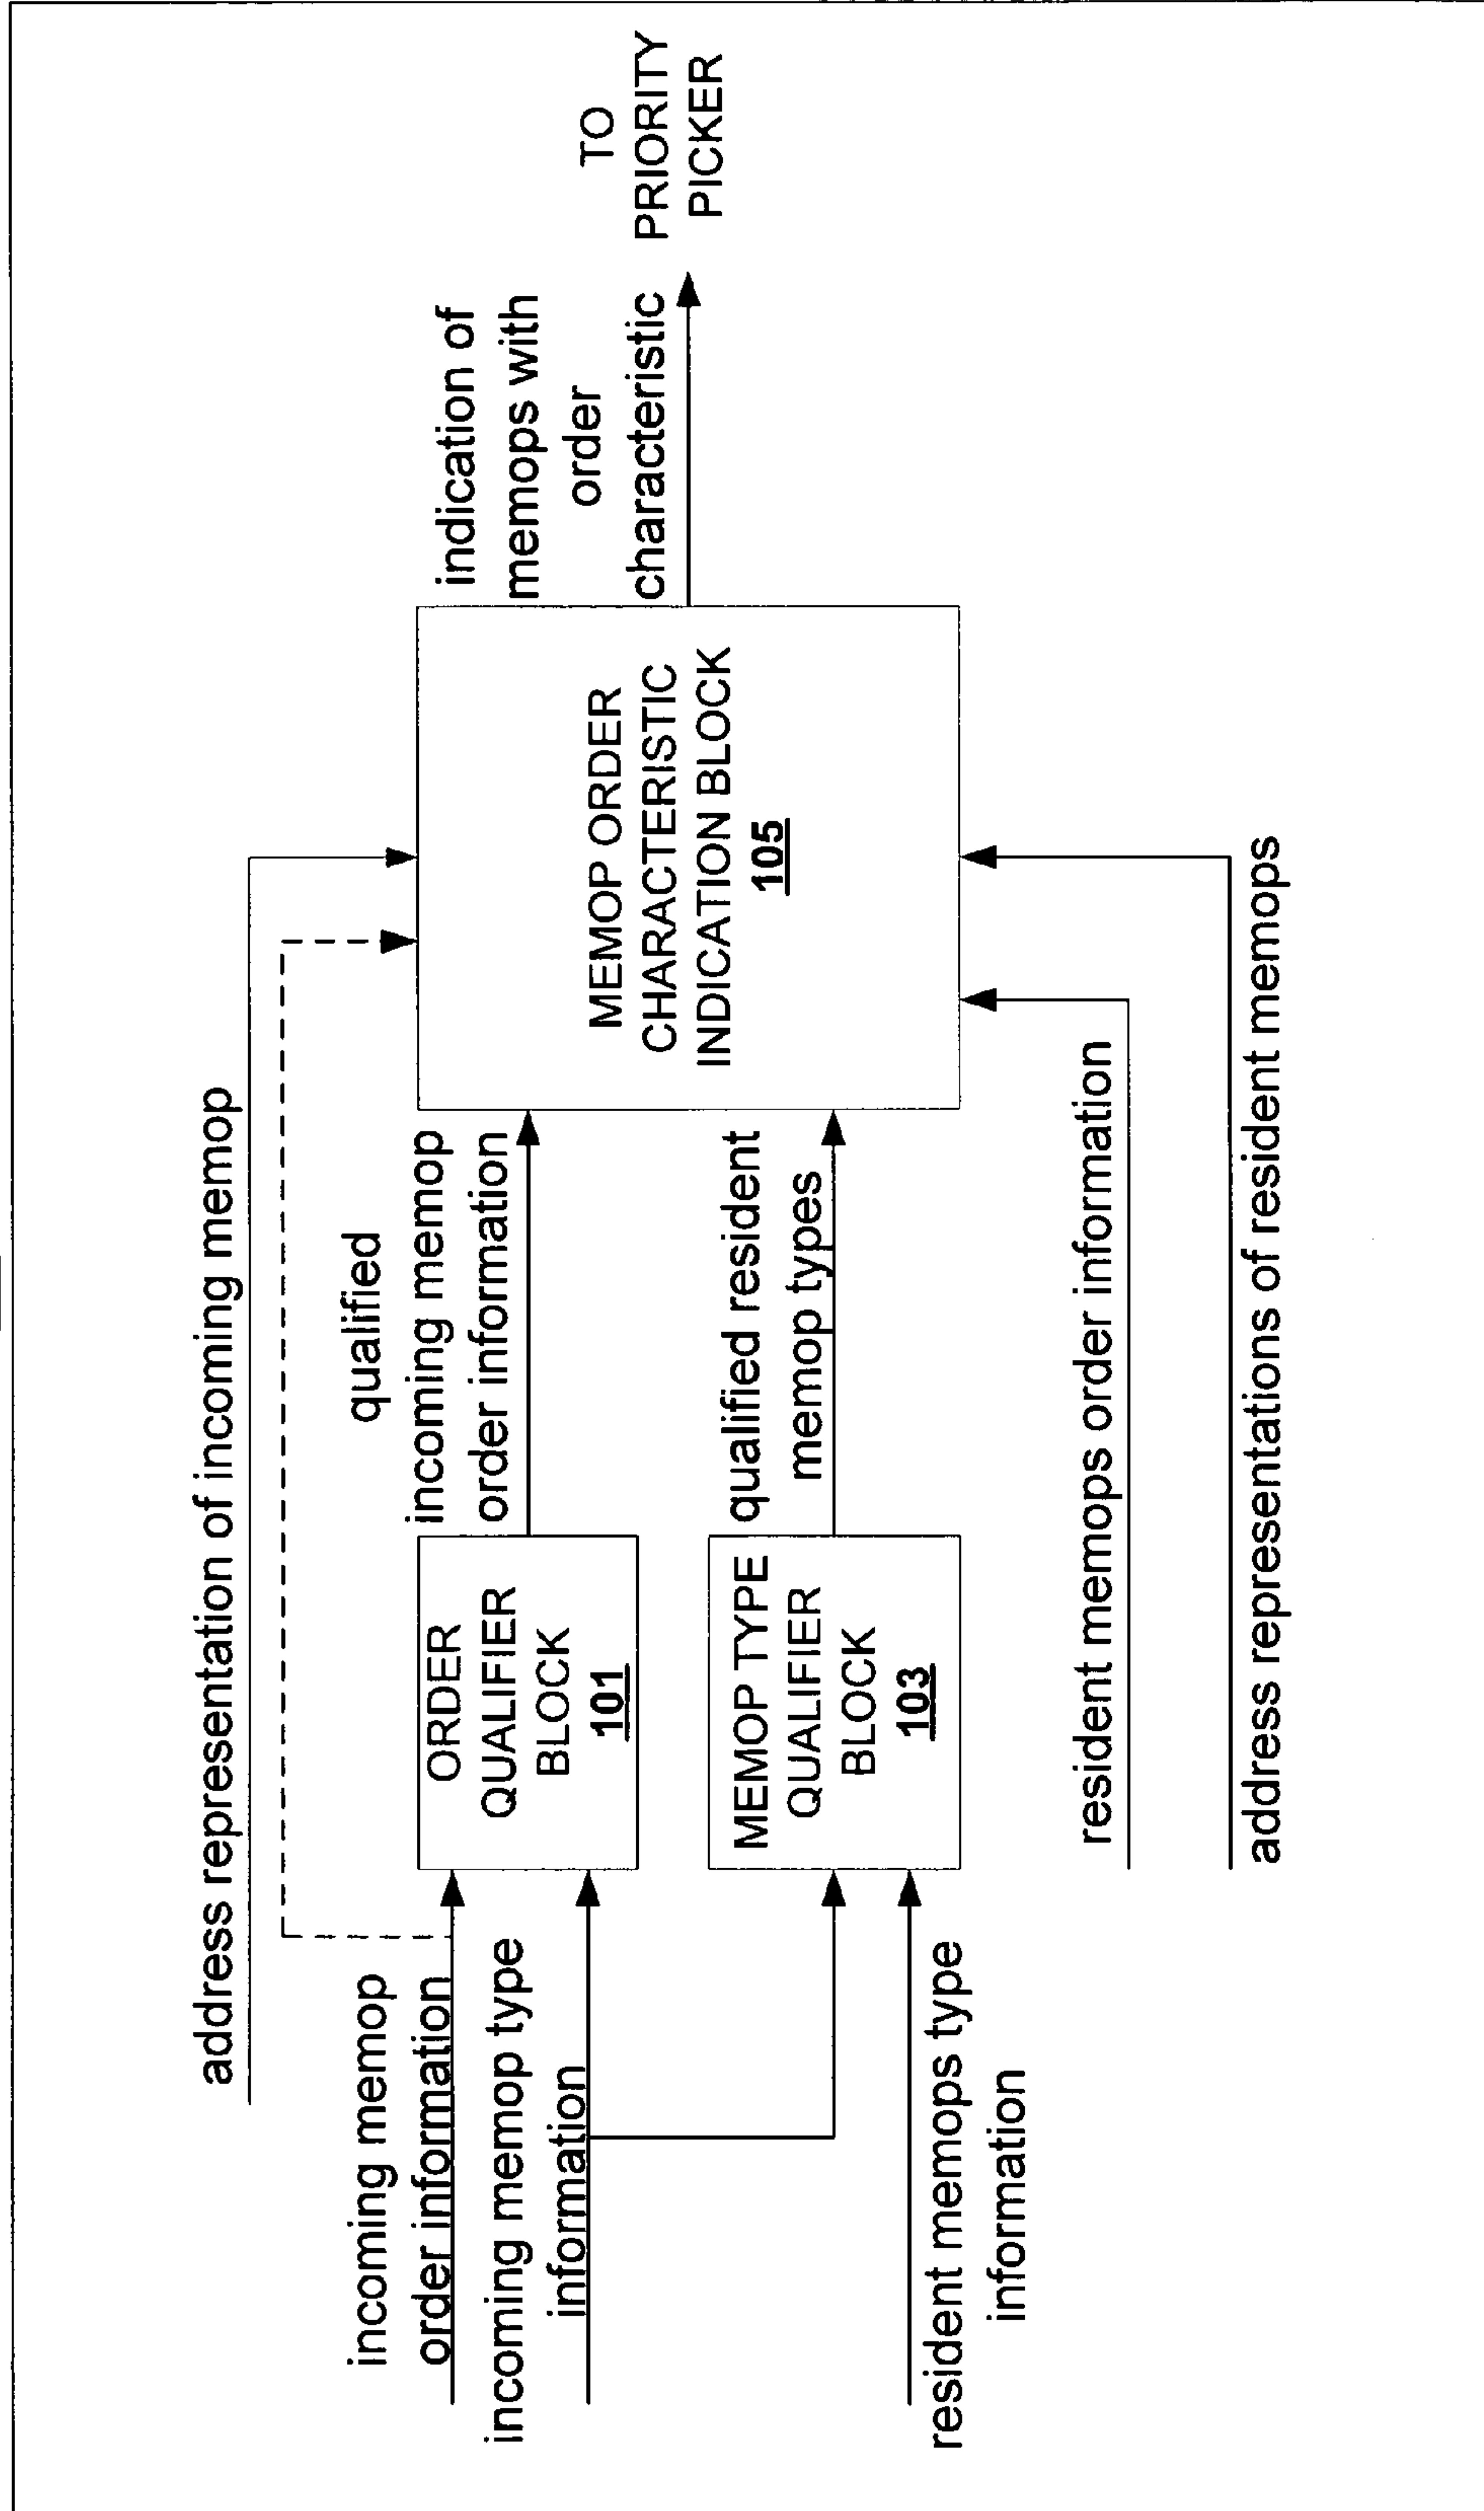 address representation of incoming memop
incoming memop
order information
incoming memop type
information
resident memops type
information
ORDER
QUALIFIER
BLOCK
101
MEMOP TYPE
QUALIFIER
BLOCK
103
qualified
incoming memop
order information
qualified resident
memop types
resident memops order information
address representations of resident memops
MEMOP ORDER
CHARACTERISTIC
INDICATION BLOCK
105
indication of
memops with
order
characteristic
TO
PRIORITY
PICKER